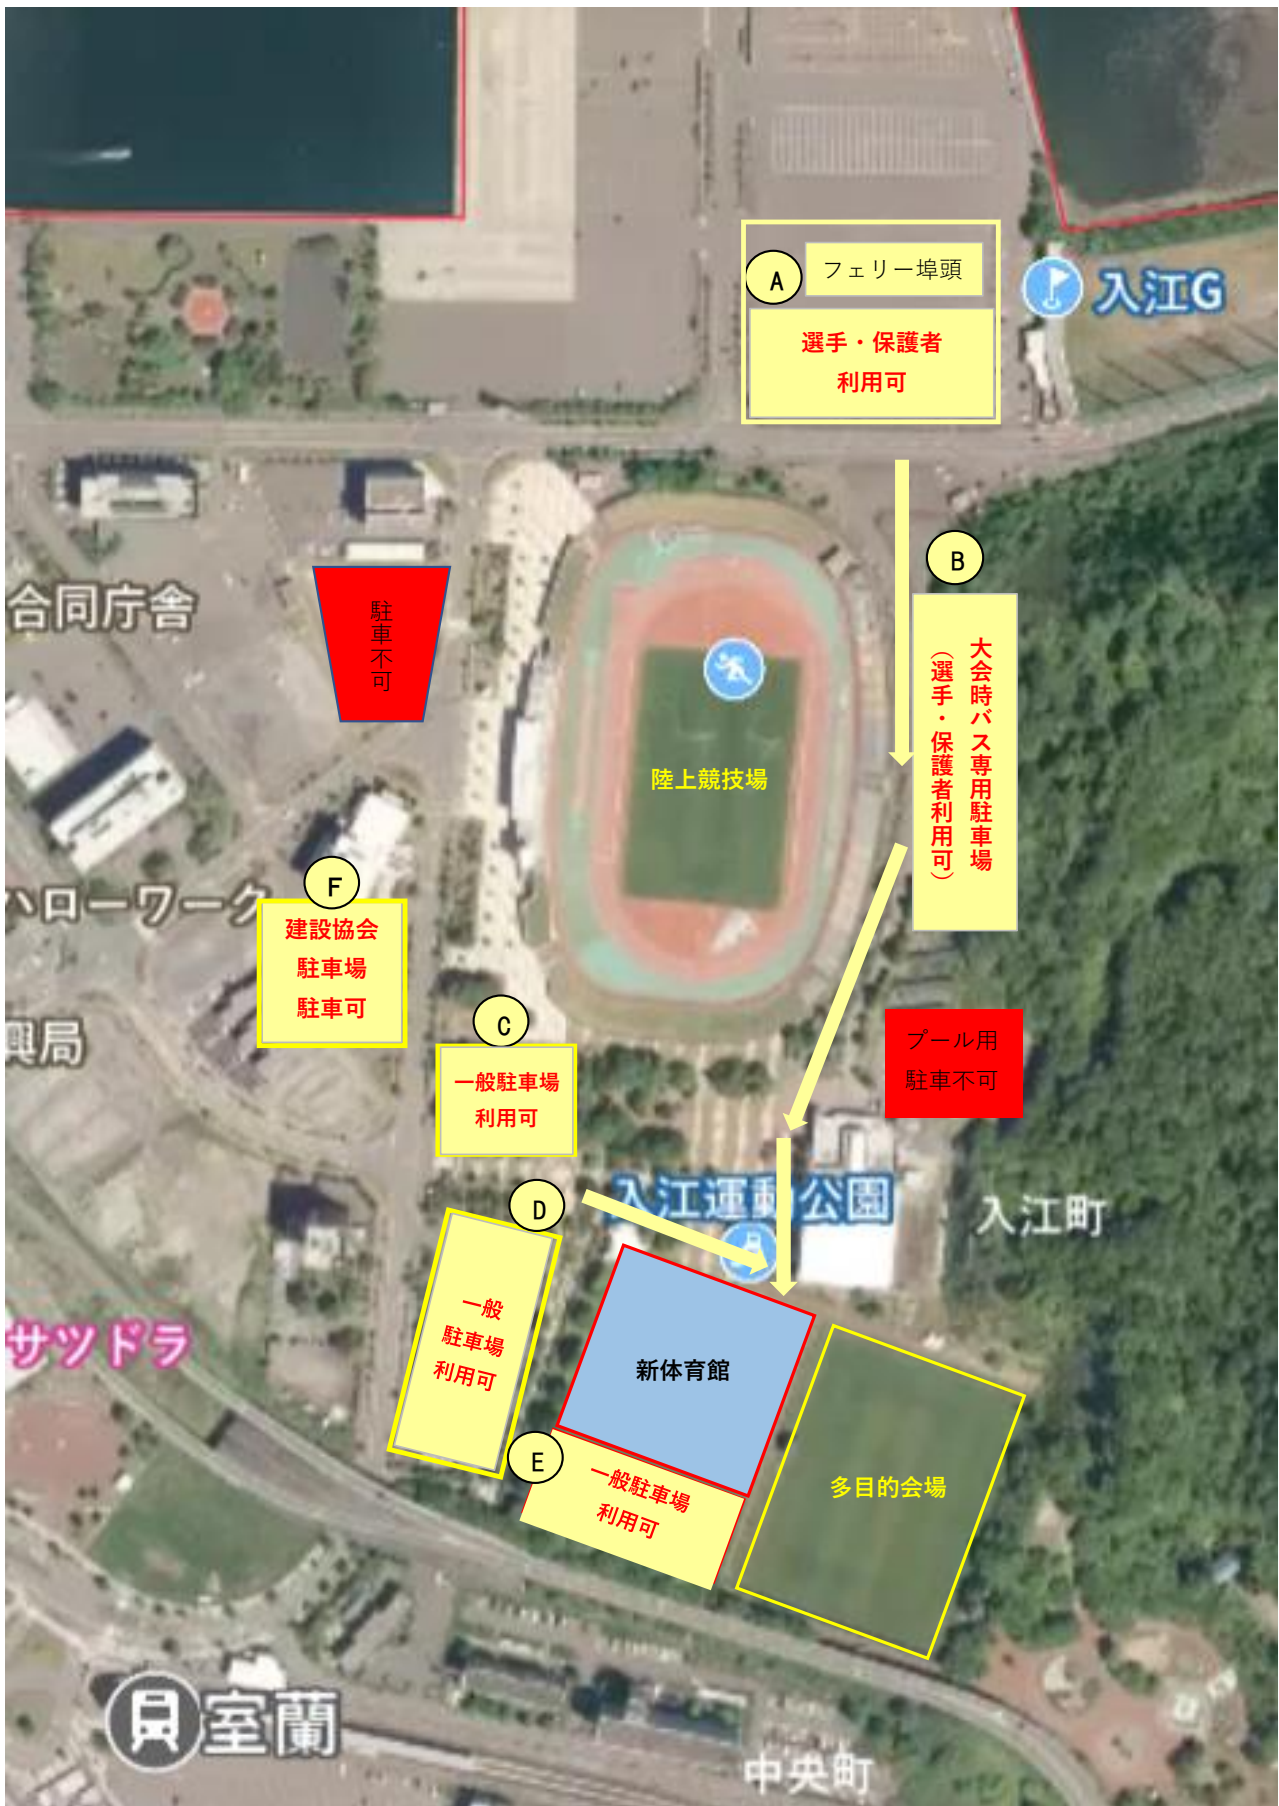 A
フェリー埠頭
入江G
選手・保護者
利用可
B
大会時バス専用駐車場
（選手・保護者利用可）
合同庁舎
駐車不可
陸上競技場
F
ハローワーク
建設協会
駐車場
駐車可
興局
C
一般駐車場
利用可
プール用
駐車不可
D
入江運動公園
入江町
一般
駐車場
利用可
サツドラ
新体育館
E
一般駐車場
利用可
多目的会場
室蘭
中央町